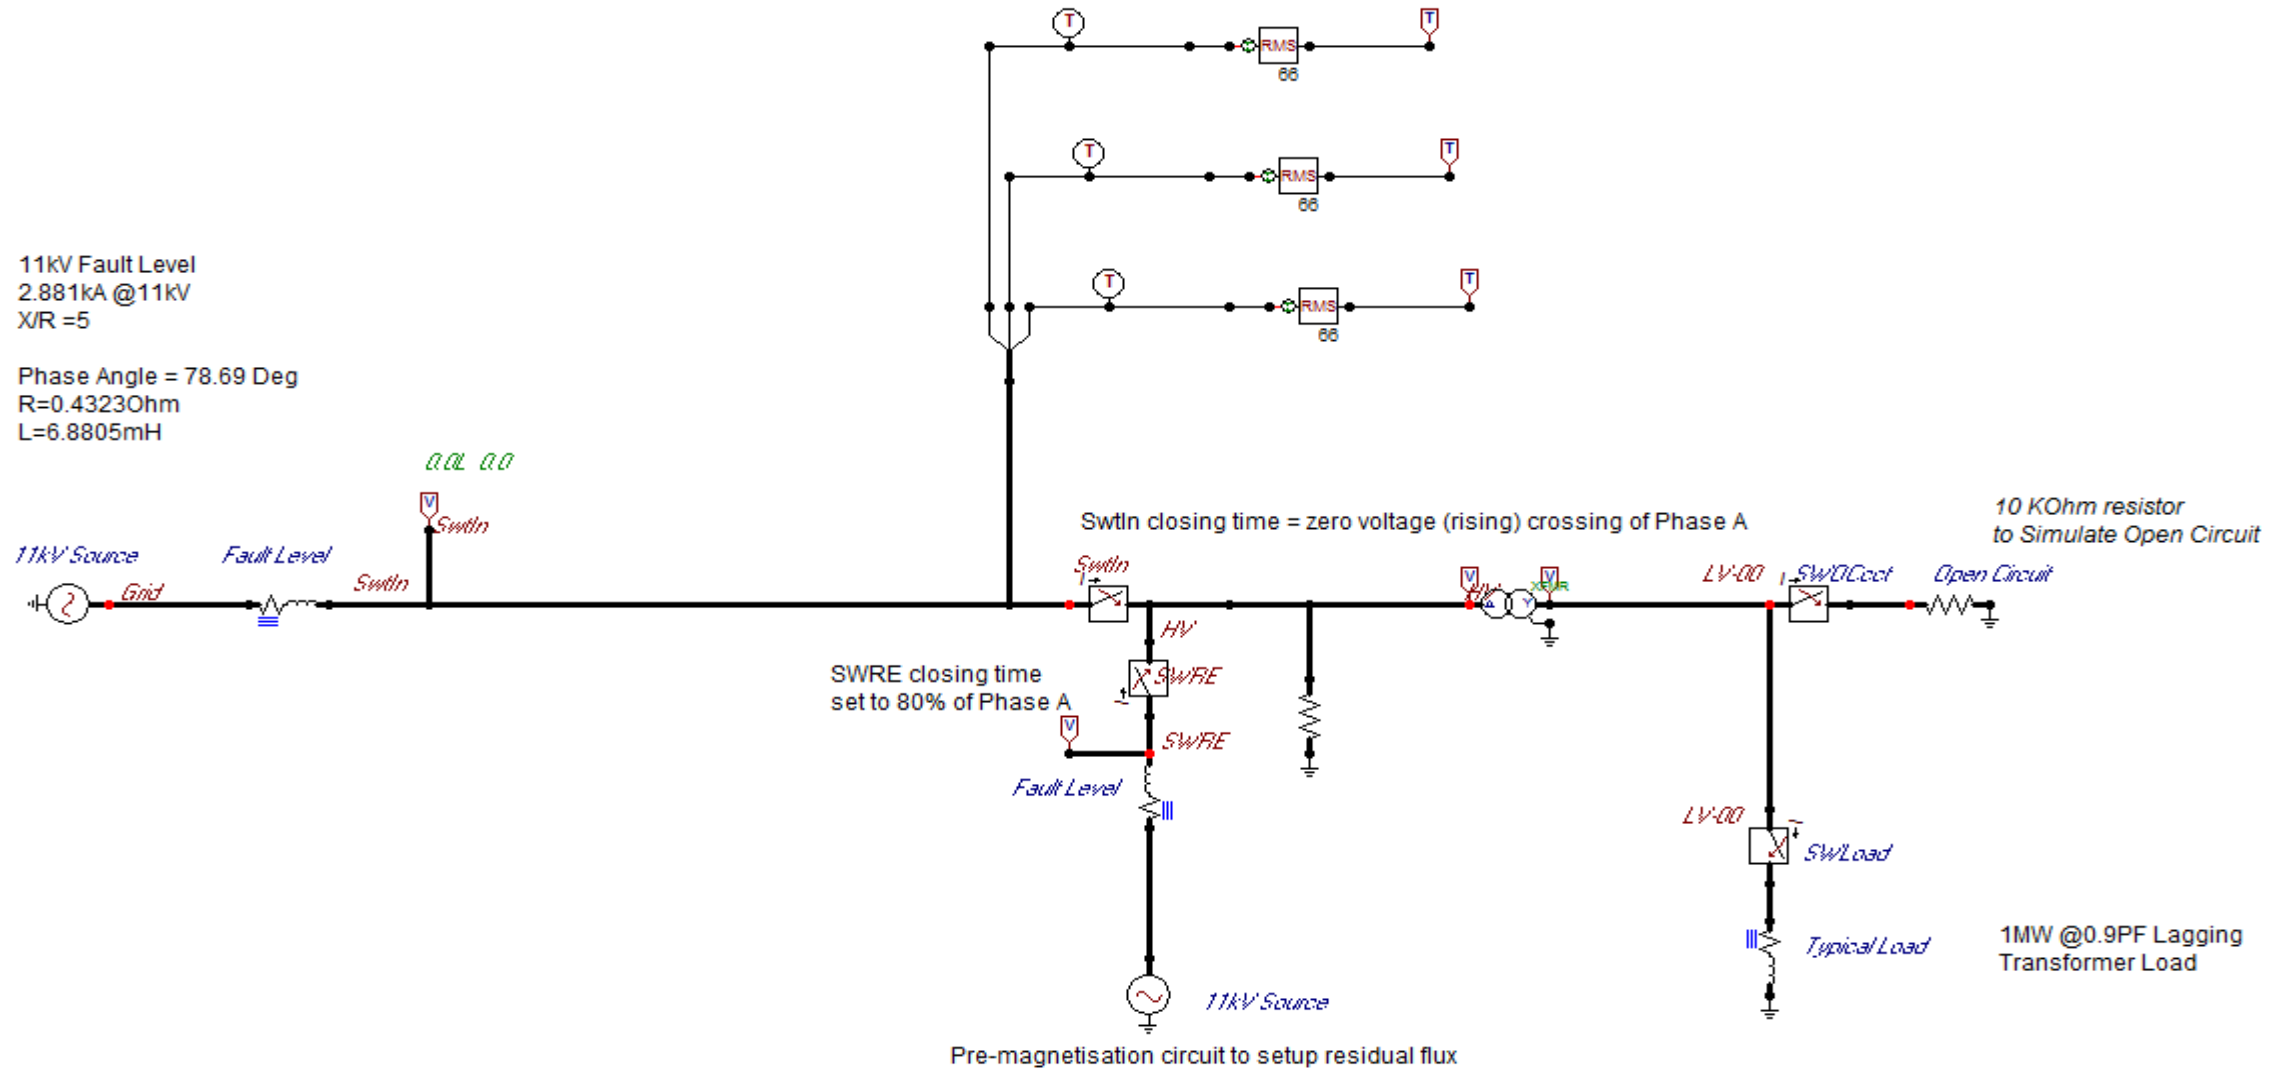 T
T
RMS
66
T
T
RMS
66
T
T
RMS
66
11kV Fault Level
2.881kA @11kV
X/R =5
Phase Angle = 78.69 Deg
R=0.4323Ohm
L=6.8805mH
0.0L 0.0
V
SwtIn
11kV Source
Fault Level
Grid
SwtIn
SwtIn closing time = zero voltage (rising) crossing of Phase A
SwtIn
I
V
HV
V
XFMR
Y
LV-00
I
SWOCcct
Open Circuit
10 KOhm resistor
to Simulate Open Circuit
HV
SWRE closing time
set to 80% of Phase A
SWRE
V
SWRE
Fault Level
11kV Source
Pre-magnetisation circuit to setup residual flux
LV-00
SWLoad
Typical Load
1MW @0.9PF Lagging
Transformer Load